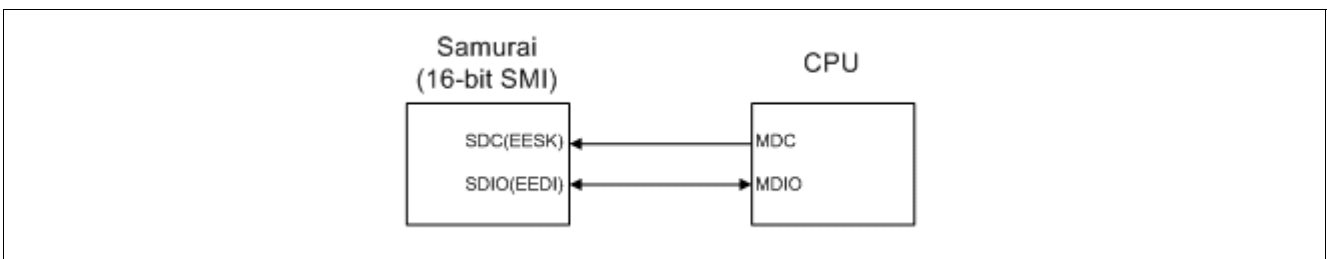 Samurai
(16-bit SMI)
CPU
SDC(EESK)
MDC
SDIO(EEDI)
MDIO